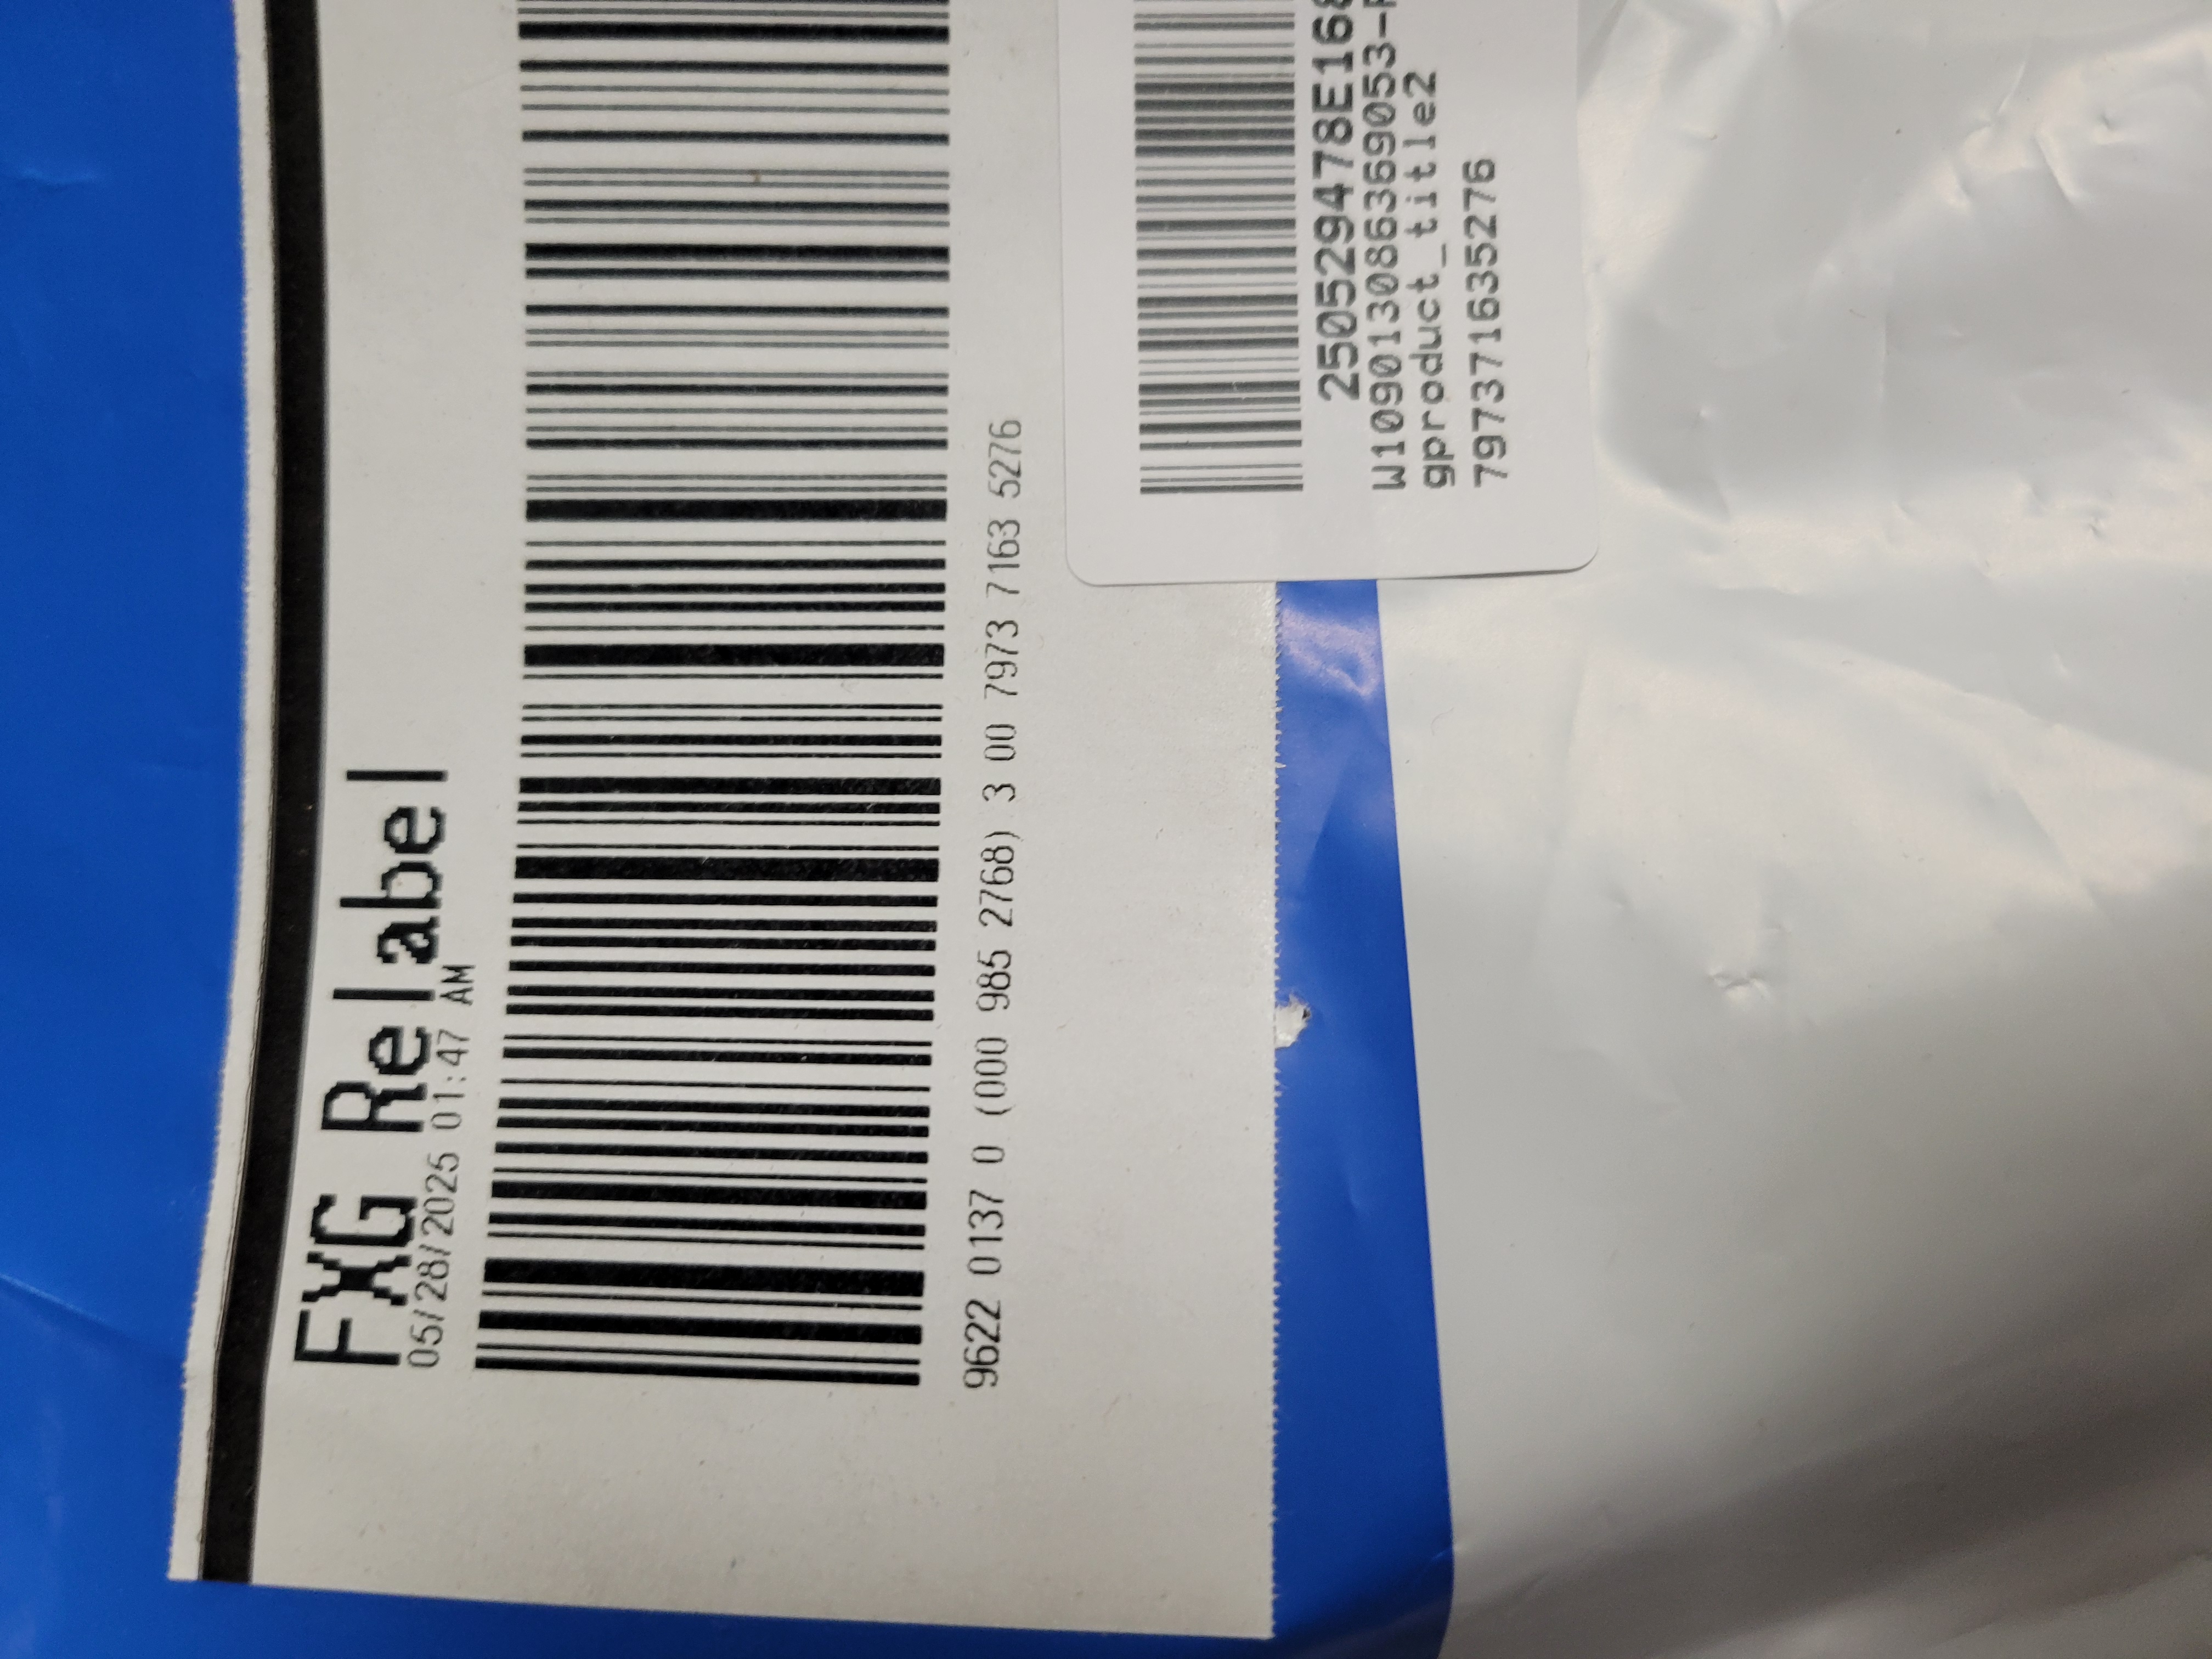 FXG Relabel
05/28/2025 01:47 AM
9622 0137 0 (000 985 2768) 3 00 7973 7163 5276
250529478E168
W109013086369053-
gproduct_title2
797371635276